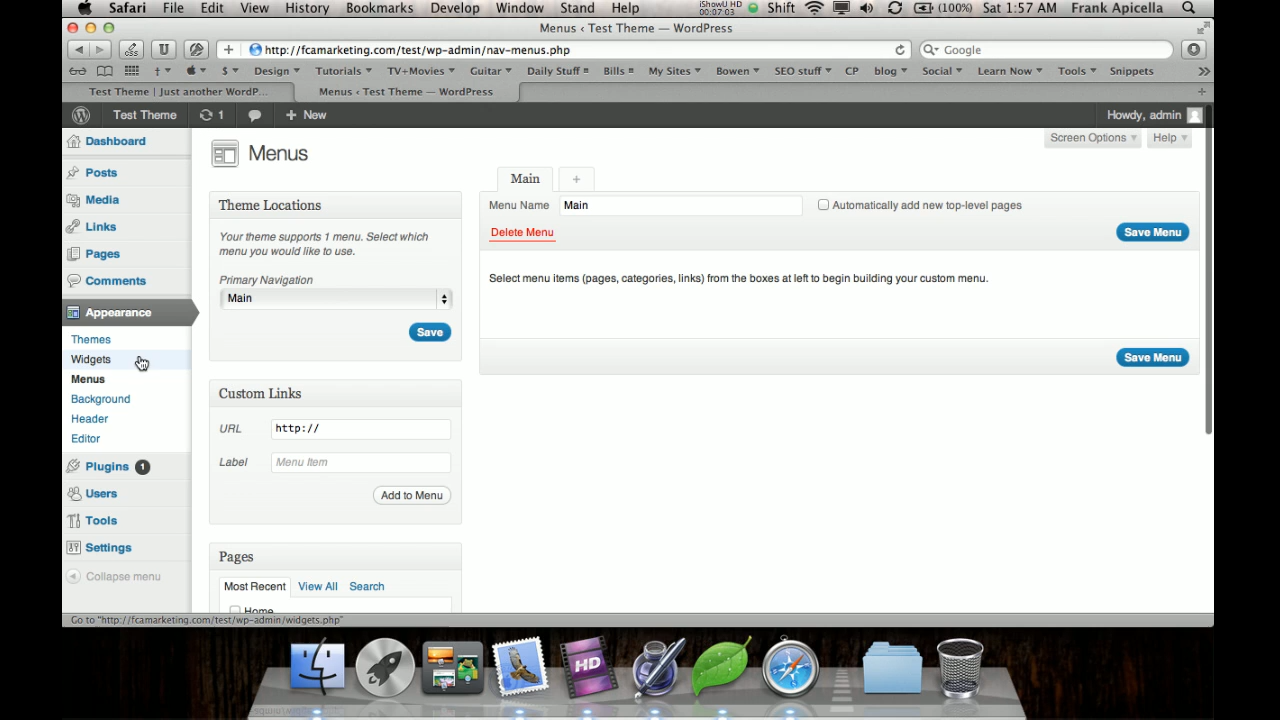 Safari File Edit View History Bookmarks Develop Window Stand Help iShowU HD 00:07:03 Shift (100%) Sat 1:57 AM Frank Apicella
Menus ‹ Test Theme — WordPress
CSS U + http://fcamarketing.com/test/wp-admin/nav-menus.php Google
Design Tutorials TV+Movies Guitar Daily Stuff Bills My Sites Bowen SEO stuff CP blog Social Learn Now Tools Snippets
Test Theme | Just another WordP... Menus ‹ Test Theme — WordPress
Test Theme 1 + New Howdy, admin
Dashboard
Posts
Media
Links
Pages
Comments
Appearance
Themes
Widgets
Menus
Background
Header
Editor
Plugins 1
Users
Tools
Settings
Collapse menu
Screen Options Help
Menus
Theme Locations
Your theme supports 1 menu. Select which
menu you would like to use.
Primary Navigation
Main
Save
Custom Links
URL http://
Label Menu Item
Add to Menu
Pages
Most Recent View All Search
Home
Main +
Menu Name Main Automatically add new top-level pages
Delete Menu Save Menu
Select menu items (pages, categories, links) from the boxes at left to begin building your custom menu.
Save Menu
Go to "http://fcamarketing.com/test/wp-admin/widgets.php"
HD